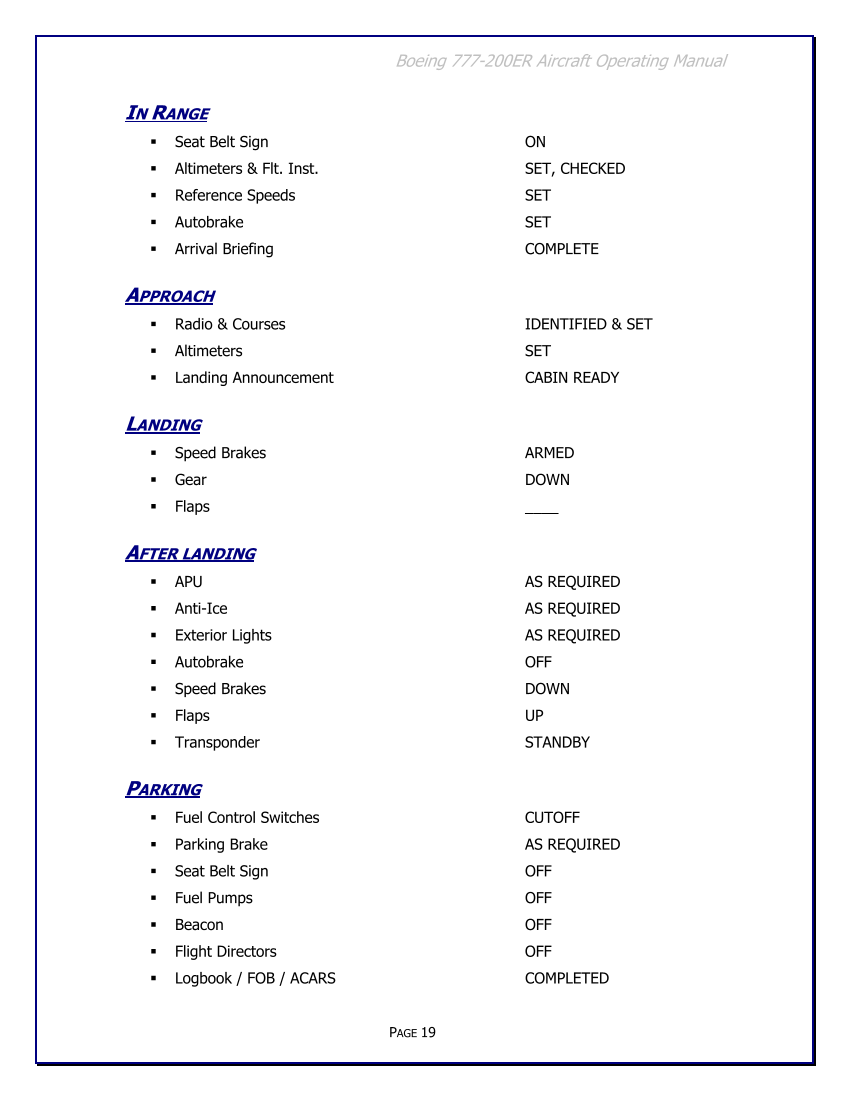 Boeing 777-200ER Aircraft Operating Manual
IN RANGE
▪ Seat Belt Sign ON
▪ Altimeters & Flt. Inst. SET, CHECKED
▪ Reference Speeds SET
▪ Autobrake SET
▪ Arrival Briefing COMPLETE
APPROACH
▪ Radio & Courses IDENTIFIED & SET
▪ Altimeters SET
▪ Landing Announcement CABIN READY
LANDING
▪ Speed Brakes ARMED
▪ Gear DOWN
▪ Flaps ____
AFTER LANDING
▪ APU AS REQUIRED
▪ Anti-Ice AS REQUIRED
▪ Exterior Lights AS REQUIRED
▪ Autobrake OFF
▪ Speed Brakes DOWN
▪ Flaps UP
▪ Transponder STANDBY
PARKING
▪ Fuel Control Switches CUTOFF
▪ Parking Brake AS REQUIRED
▪ Seat Belt Sign OFF
▪ Fuel Pumps OFF
▪ Beacon OFF
▪ Flight Directors OFF
▪ Logbook / FOB / ACARS COMPLETED
PAGE 19